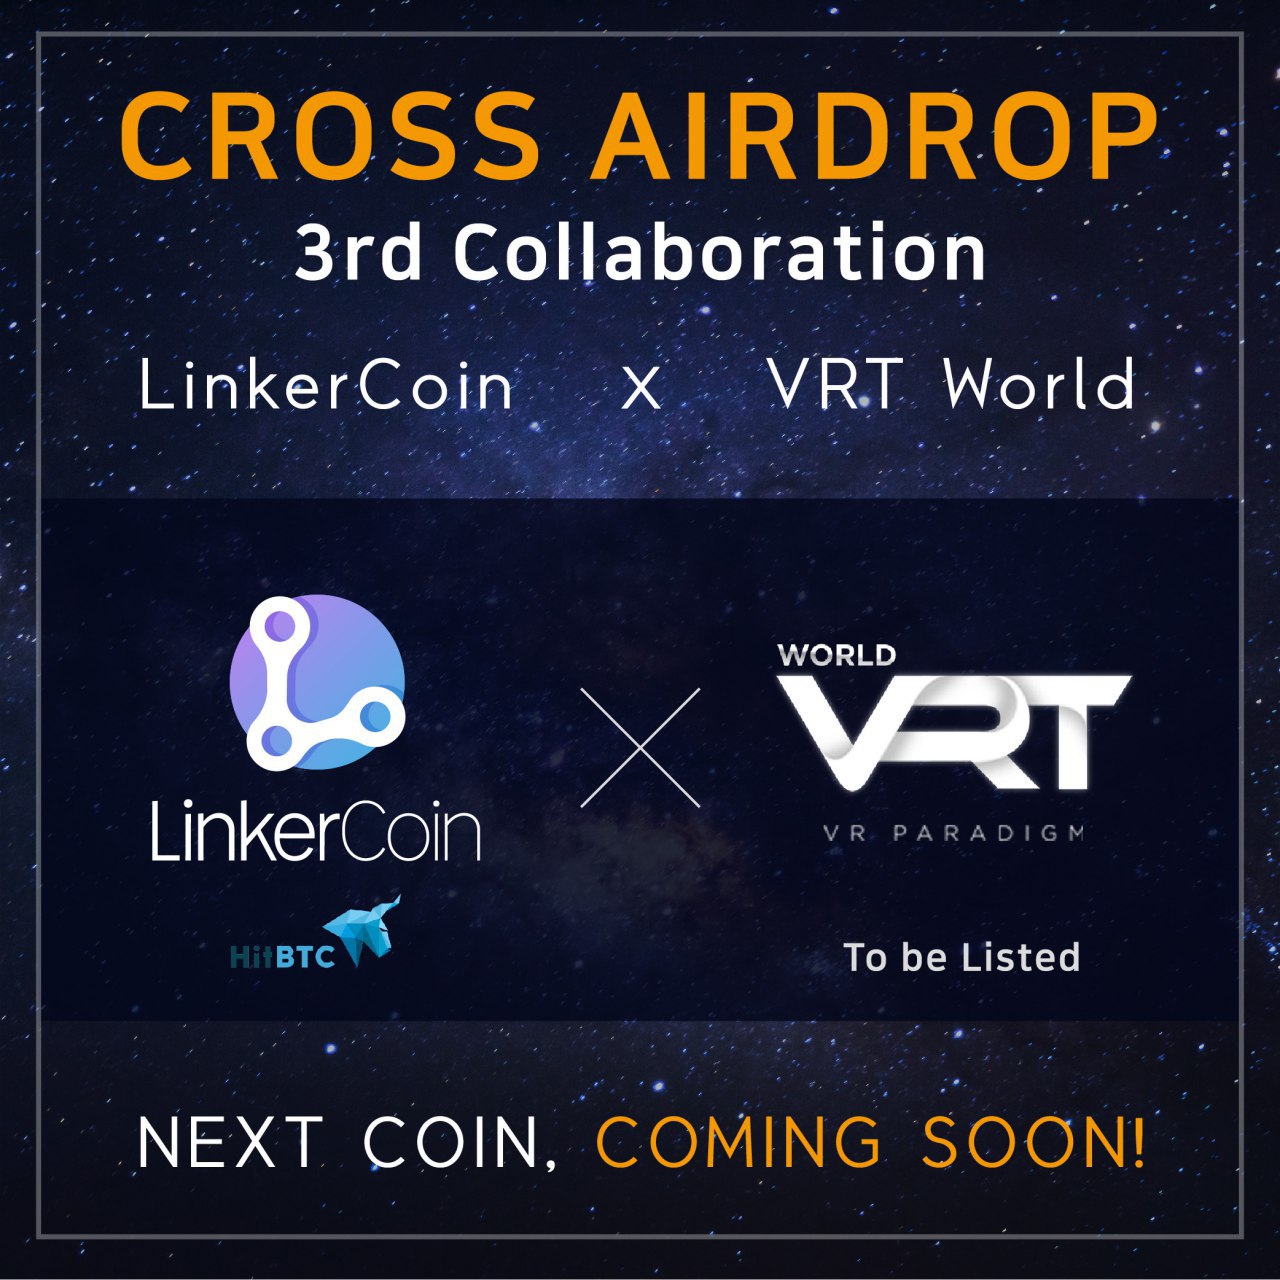 CROSS AIRDROP
3rd Collaboration
LinkerCoin x VRT World
LinkerCoin
HitBTC
WORLD
VRT
VR PARADIGM
To be Listed
NEXT COIN, COMING SOON!